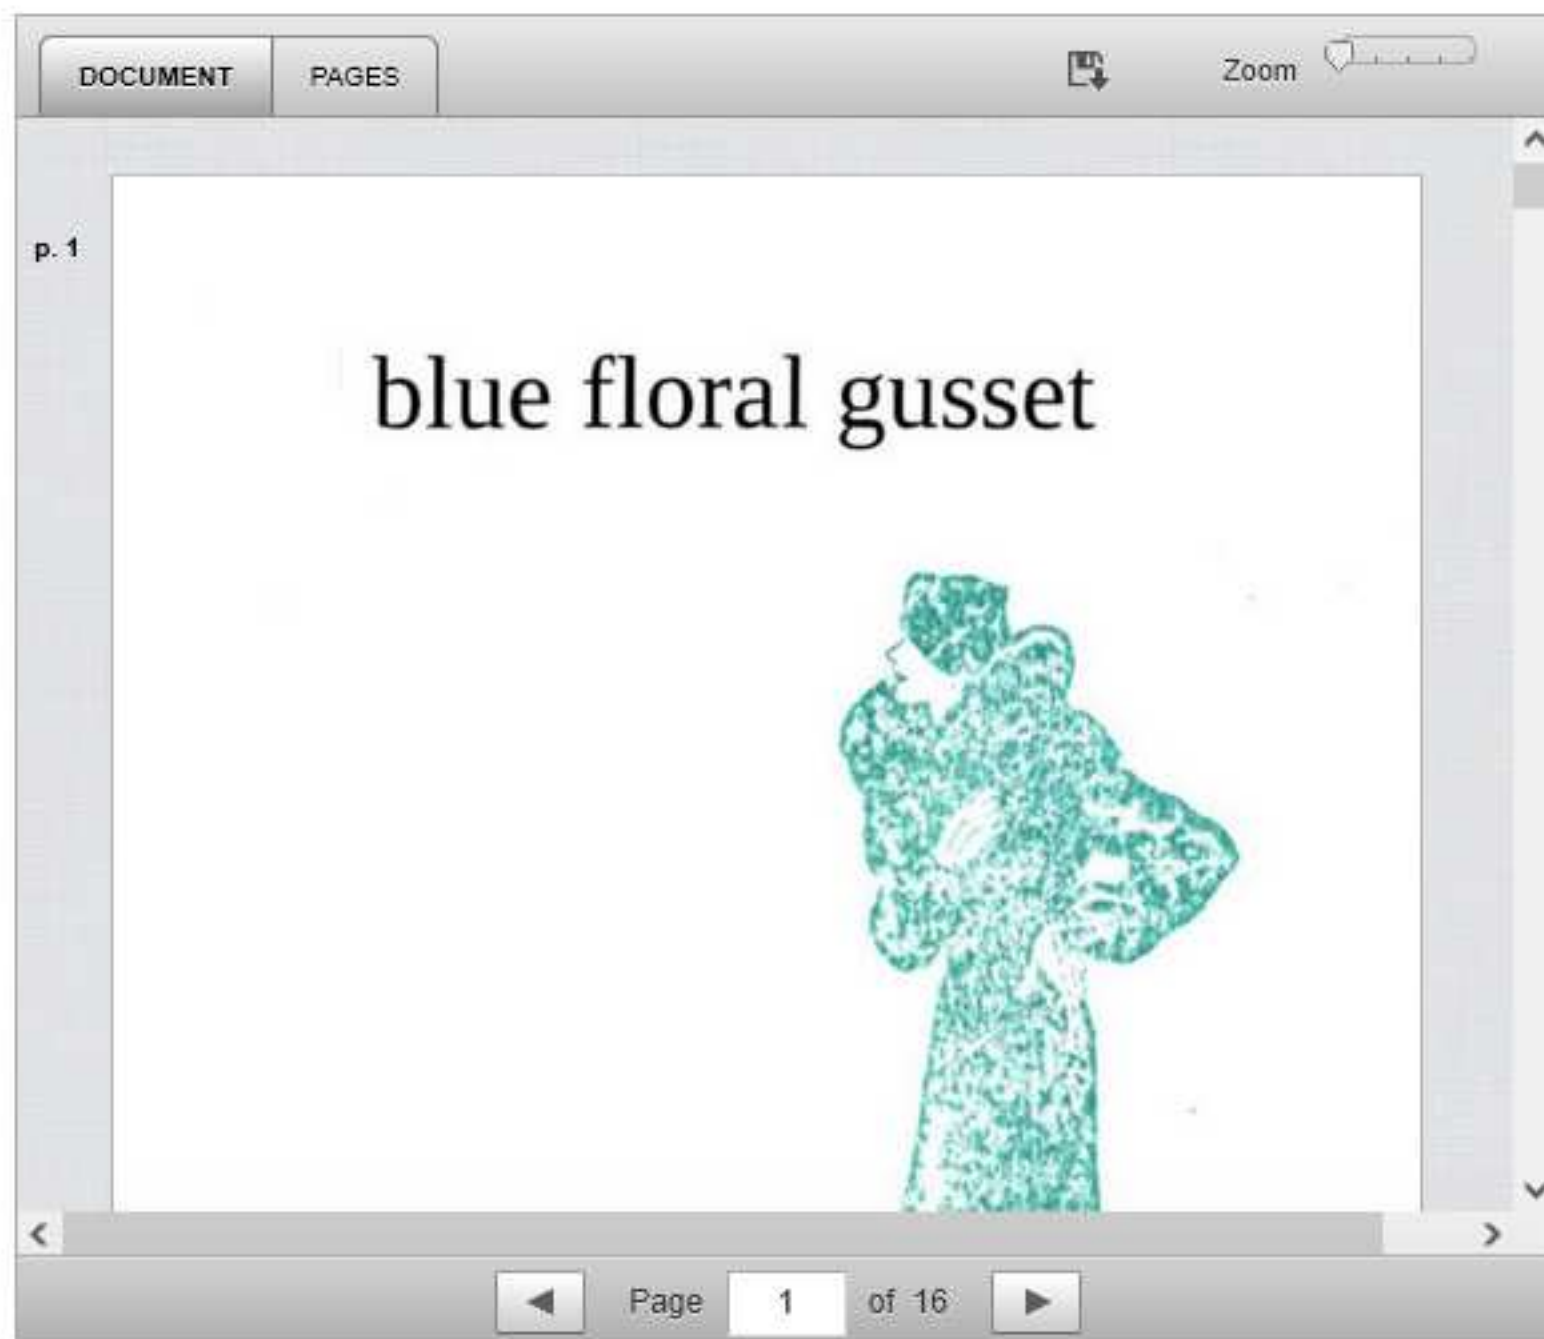 DOCUMENT PAGES Zoom
p. 1
blue floral gusset
Page 1 of 16